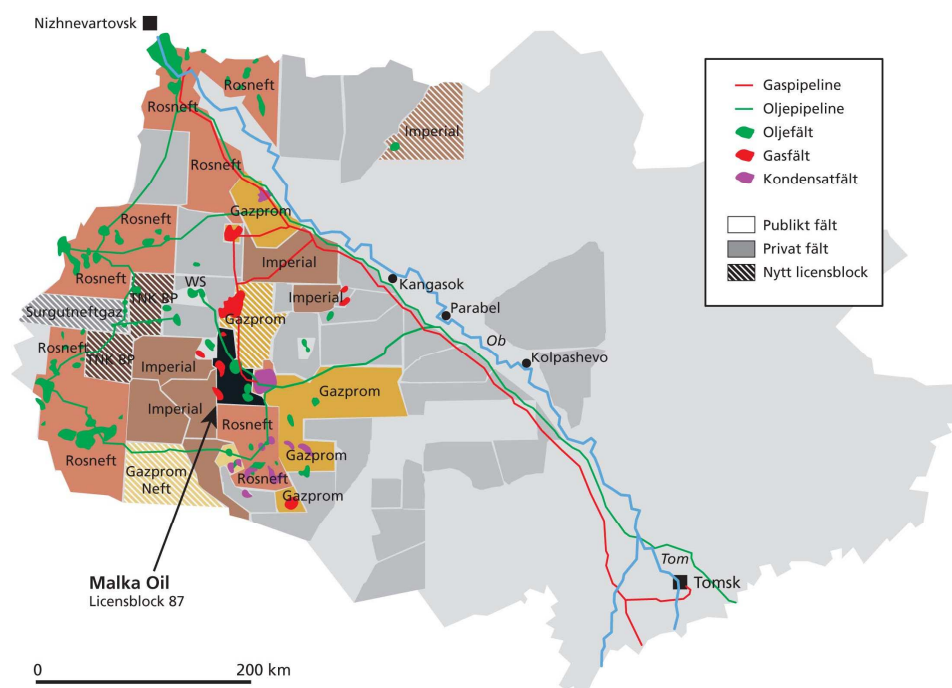 Nizhnevartovsk
Rosneft
Rosneft
Imperial
Rosneft
Gazprom
Rosneft
Imperial
Rosneft
WS
TNK BP
Imperial
Surgutneftgaz
Gazprom
Rosneft
TNK BP
Imperial
Gazprom
Imperial
Rosneft
Rosneft
Gazprom
Gazprom
Neft
Rosneft
Gazprom
Kangasok
Parabel
Ob
Kolpashevo
Tom
Tomsk
Malka Oil
Licensblock 87
0 200 km
Gaspipeline
Oljepipeline
Oljefält
Gasfält
Kondensatfält
Publikt fält
Privat fält
Nytt licensblock